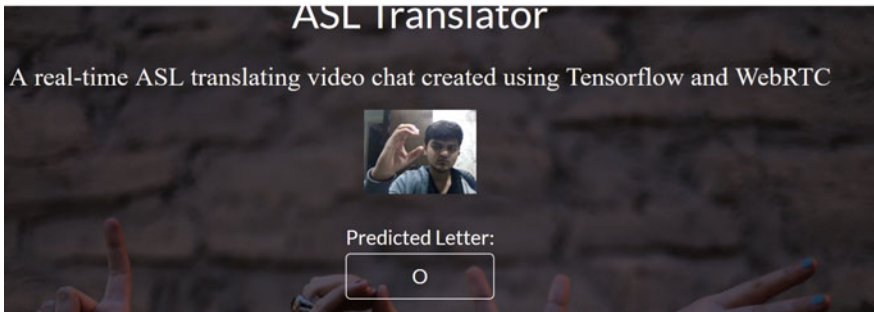 ASL Translator
A real-time ASL translating video chat created using Tensorflow and WebRTC
Predicted Letter:
O